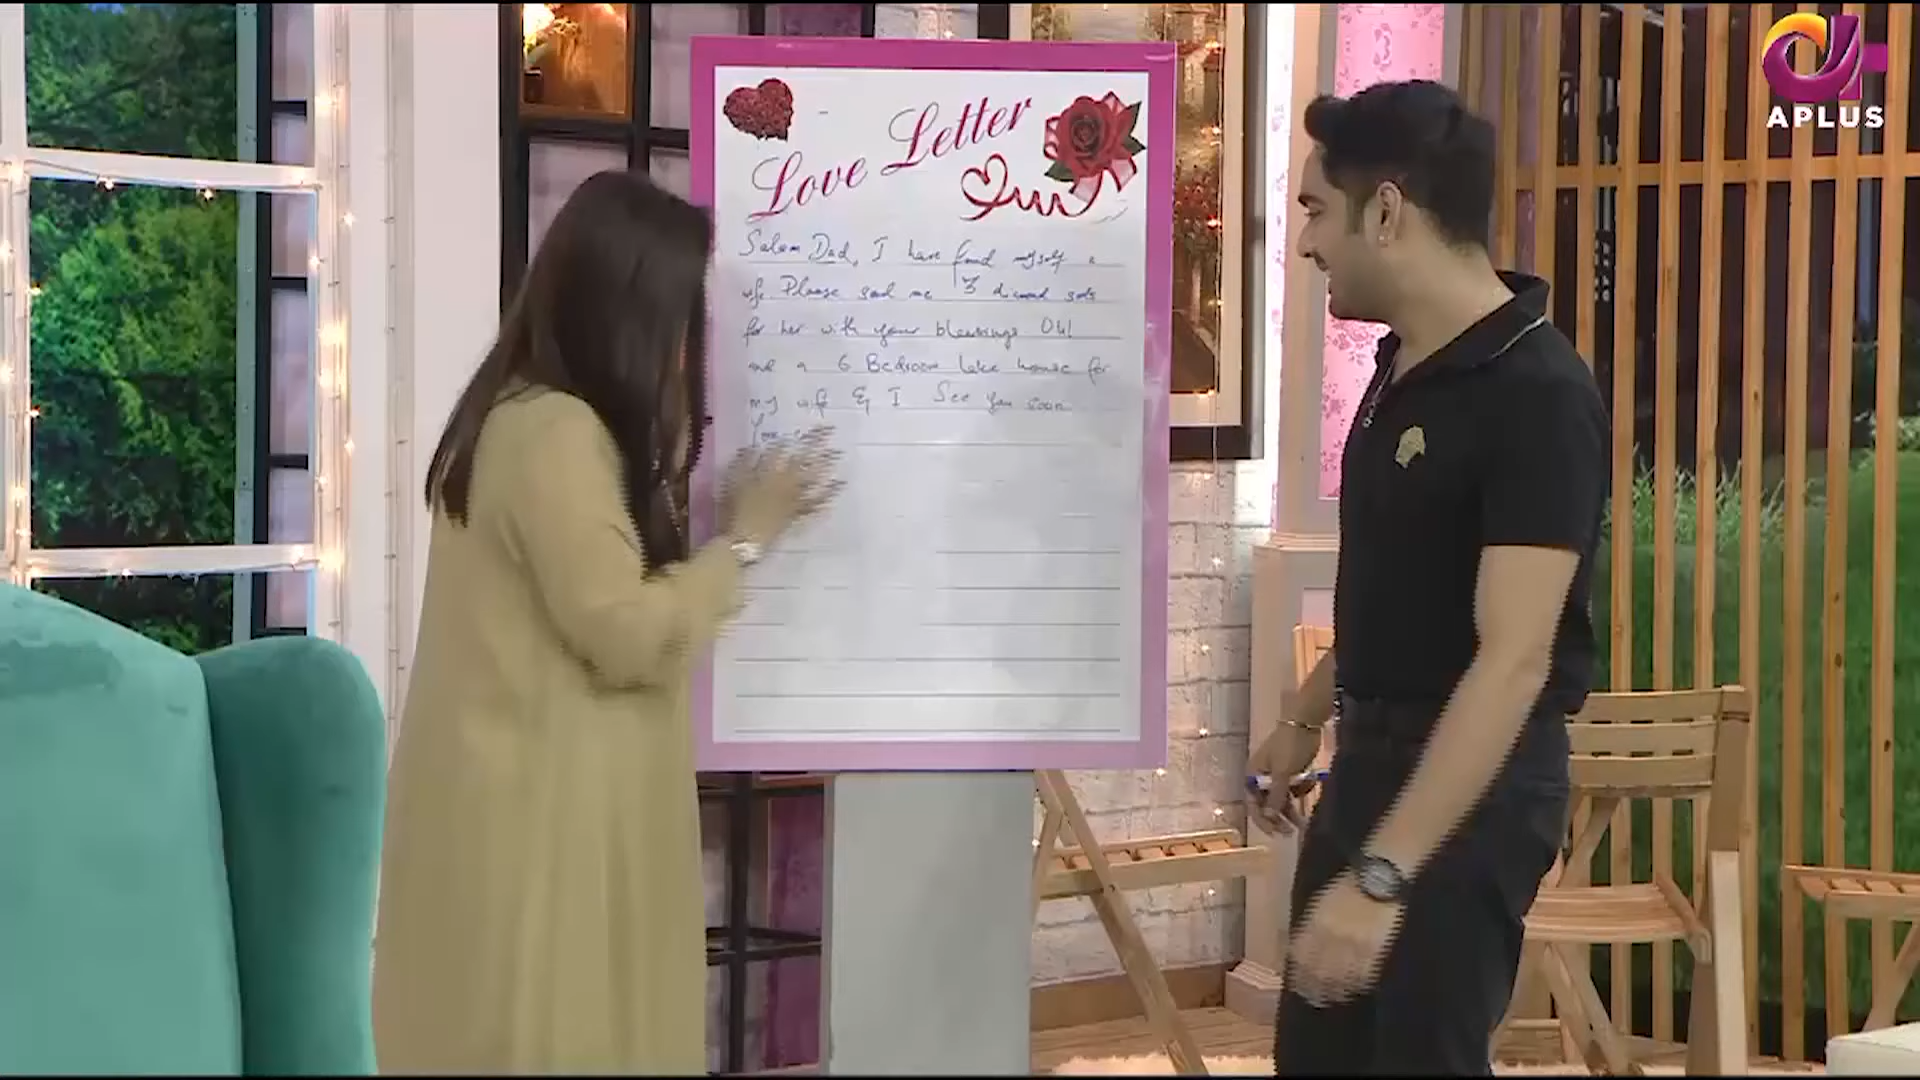 APLUS
Love Letter
Salam Dad, I have found myself a
wife. Please send me 3 diamond sets
for her with your blessings Oh!
and a 6 Bedroom lake house for
my wife & I See you soon